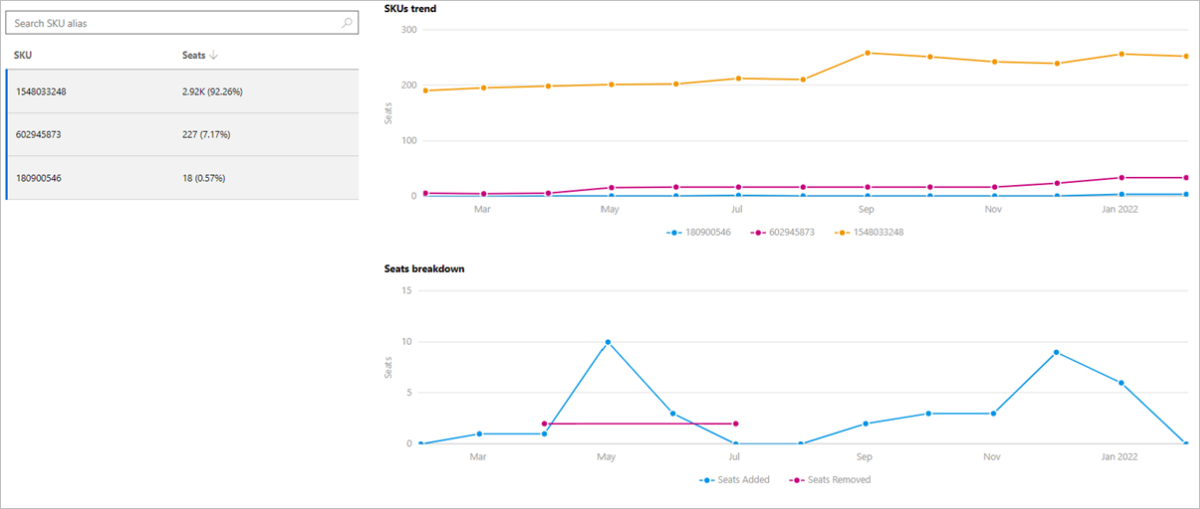 Search SKU alias
SKU Seats
1548033248 2.92K (92.26%)
602945873 227 (7.17%)
180900546 18 (0.57%)
SKUs trend
300
200
100
0
Seats
Mar May Jul Sep Nov Jan 2022
180900546 602945873 1548033248
Seats breakdown
15
10
5
0
Seats
Mar May Jul Sep Nov Jan 2022
Seats Added Seats Removed